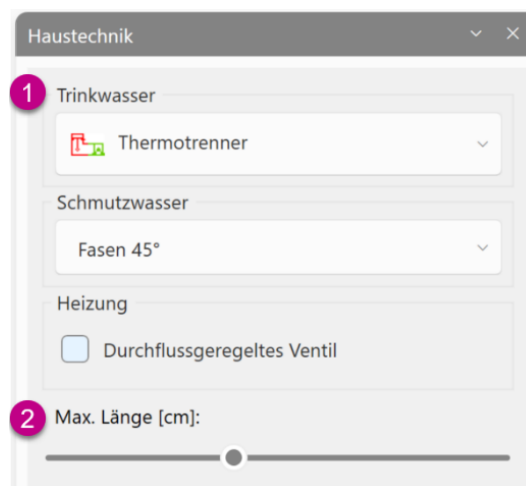 Haustechnik
1
Trinkwasser
Thermotrenner
Schmutzwasser
Fasen 45°
Heizung
Durchflussgeregeltes Ventil
2
Max. Länge [cm]: